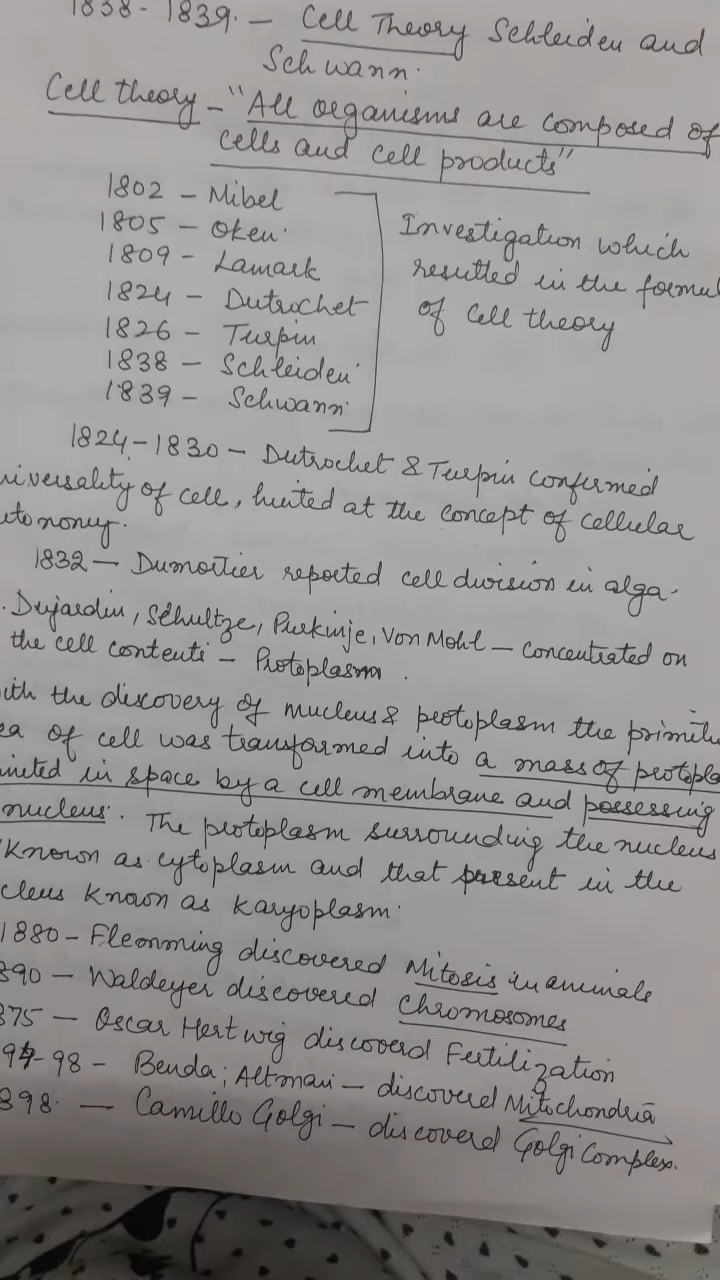 1838 - 1839. - Cell Theory Schleiden and
Schwann.
Cell theory - "All organisms are composed of
cells and cell products"
1802 - Mibel
1805 - Oken.
1809 - Lamark
1824 - Dutrochet
1826 - Turpin
1838 - Schleiden
1839 - Schwann.
Investigation which
resulted in the formul
of cell theory
1824-1830 - Dutrochet & Turpin confirmed
niversality of cell, hinted at the concept of cellular
utonomy.
1832 - Dumortier reported cell division in alga.
. Dujardin, Schultze, Purkinje, Von Mohl - concentrated on
the cell contents - Protoplasm .
ith the discovery of nucleus & protoplasm the primitiv
ea of cell was transformed into a mass of protopla
mited in space by a cell membrane and possessing
nucleus. The protoplasm surrounding the nucleus
known as cytoplasm and that present in the
cleus known as karyoplasm.
1880 - Fleomming discovered Mitosis in animals
890 - Waldeyer discovered Chromosomes
875 - Oscar Hertwig discoverd Fertilization
94-98 - Benda; Altman - discovered Mitochondria
898. - Camillo Golgi - discovered Golgi Complex.